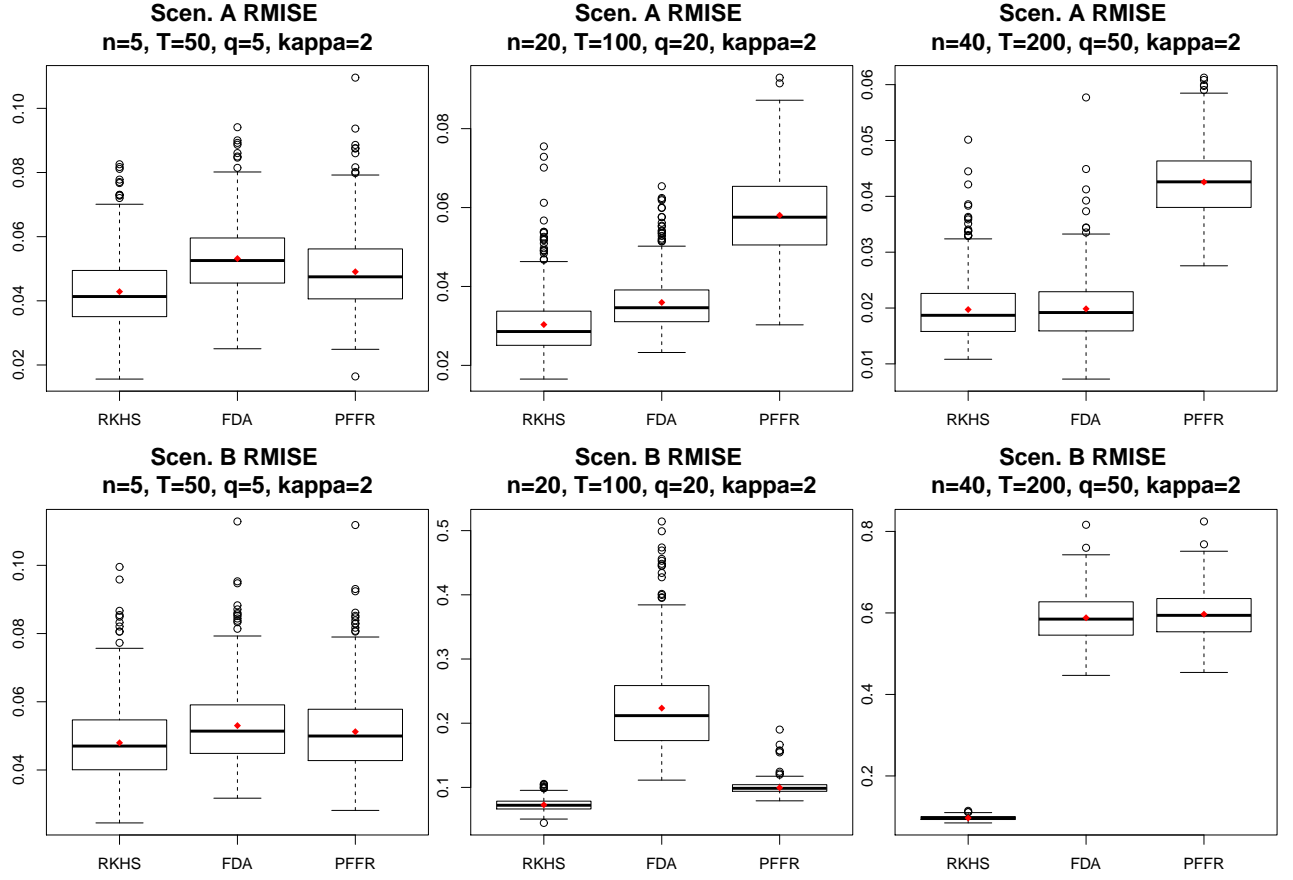 Scen. A RMISE
n=5, T=50, q=5, kappa=2
0.10
0.08
0.06
0.04
0.02
RKHS FDA PFFR
Scen. A RMISE
n=20, T=100, q=20, kappa=2
0.08
0.06
0.04
0.02
RKHS FDA PFFR
Scen. A RMISE
n=40, T=200, q=50, kappa=2
0.06
0.05
0.04
0.03
0.02
0.01
RKHS FDA PFFR
Scen. B RMISE
n=5, T=50, q=5, kappa=2
0.10
0.08
0.06
0.04
RKHS FDA PFFR
Scen. B RMISE
n=20, T=100, q=20, kappa=2
0.5
0.4
0.3
0.2
0.1
RKHS FDA PFFR
Scen. B RMISE
n=40, T=200, q=50, kappa=2
0.8
0.6
0.4
0.2
RKHS FDA PFFR